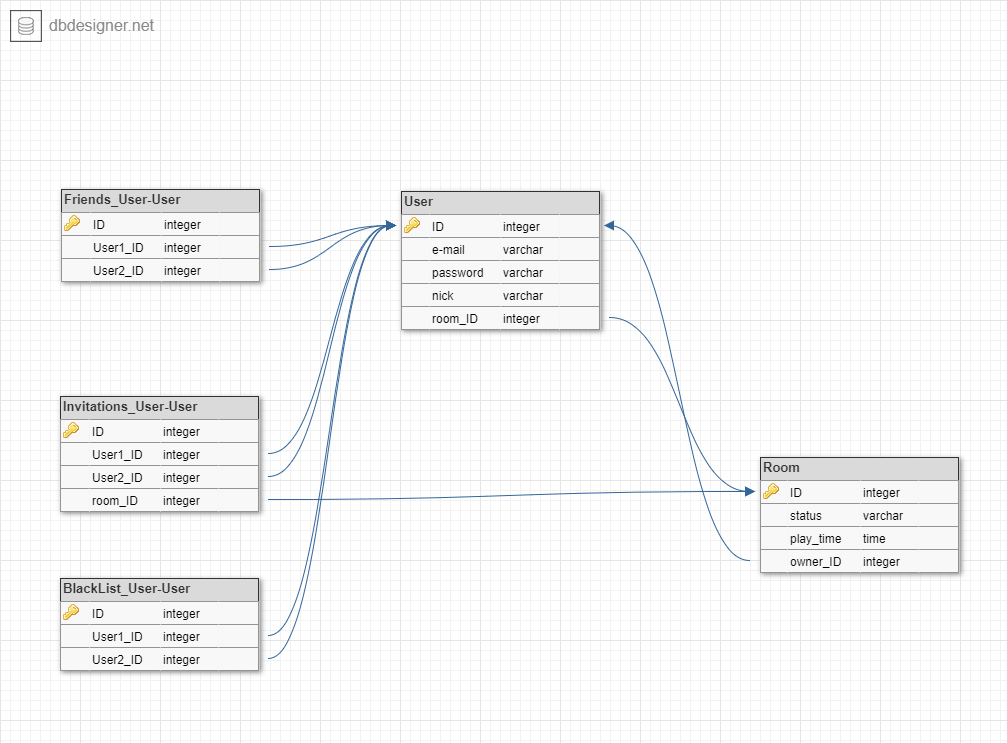 dbdesigner.net
Friends_User-User
ID integer
User1_ID integer
User2_ID integer
User
ID integer
e-mail varchar
password varchar
nick varchar
room_ID integer
Invitations_User-User
ID integer
User1_ID integer
User2_ID integer
room_ID integer
Room
ID integer
status varchar
play_time time
owner_ID integer
BlackList_User-User
ID integer
User1_ID integer
User2_ID integer